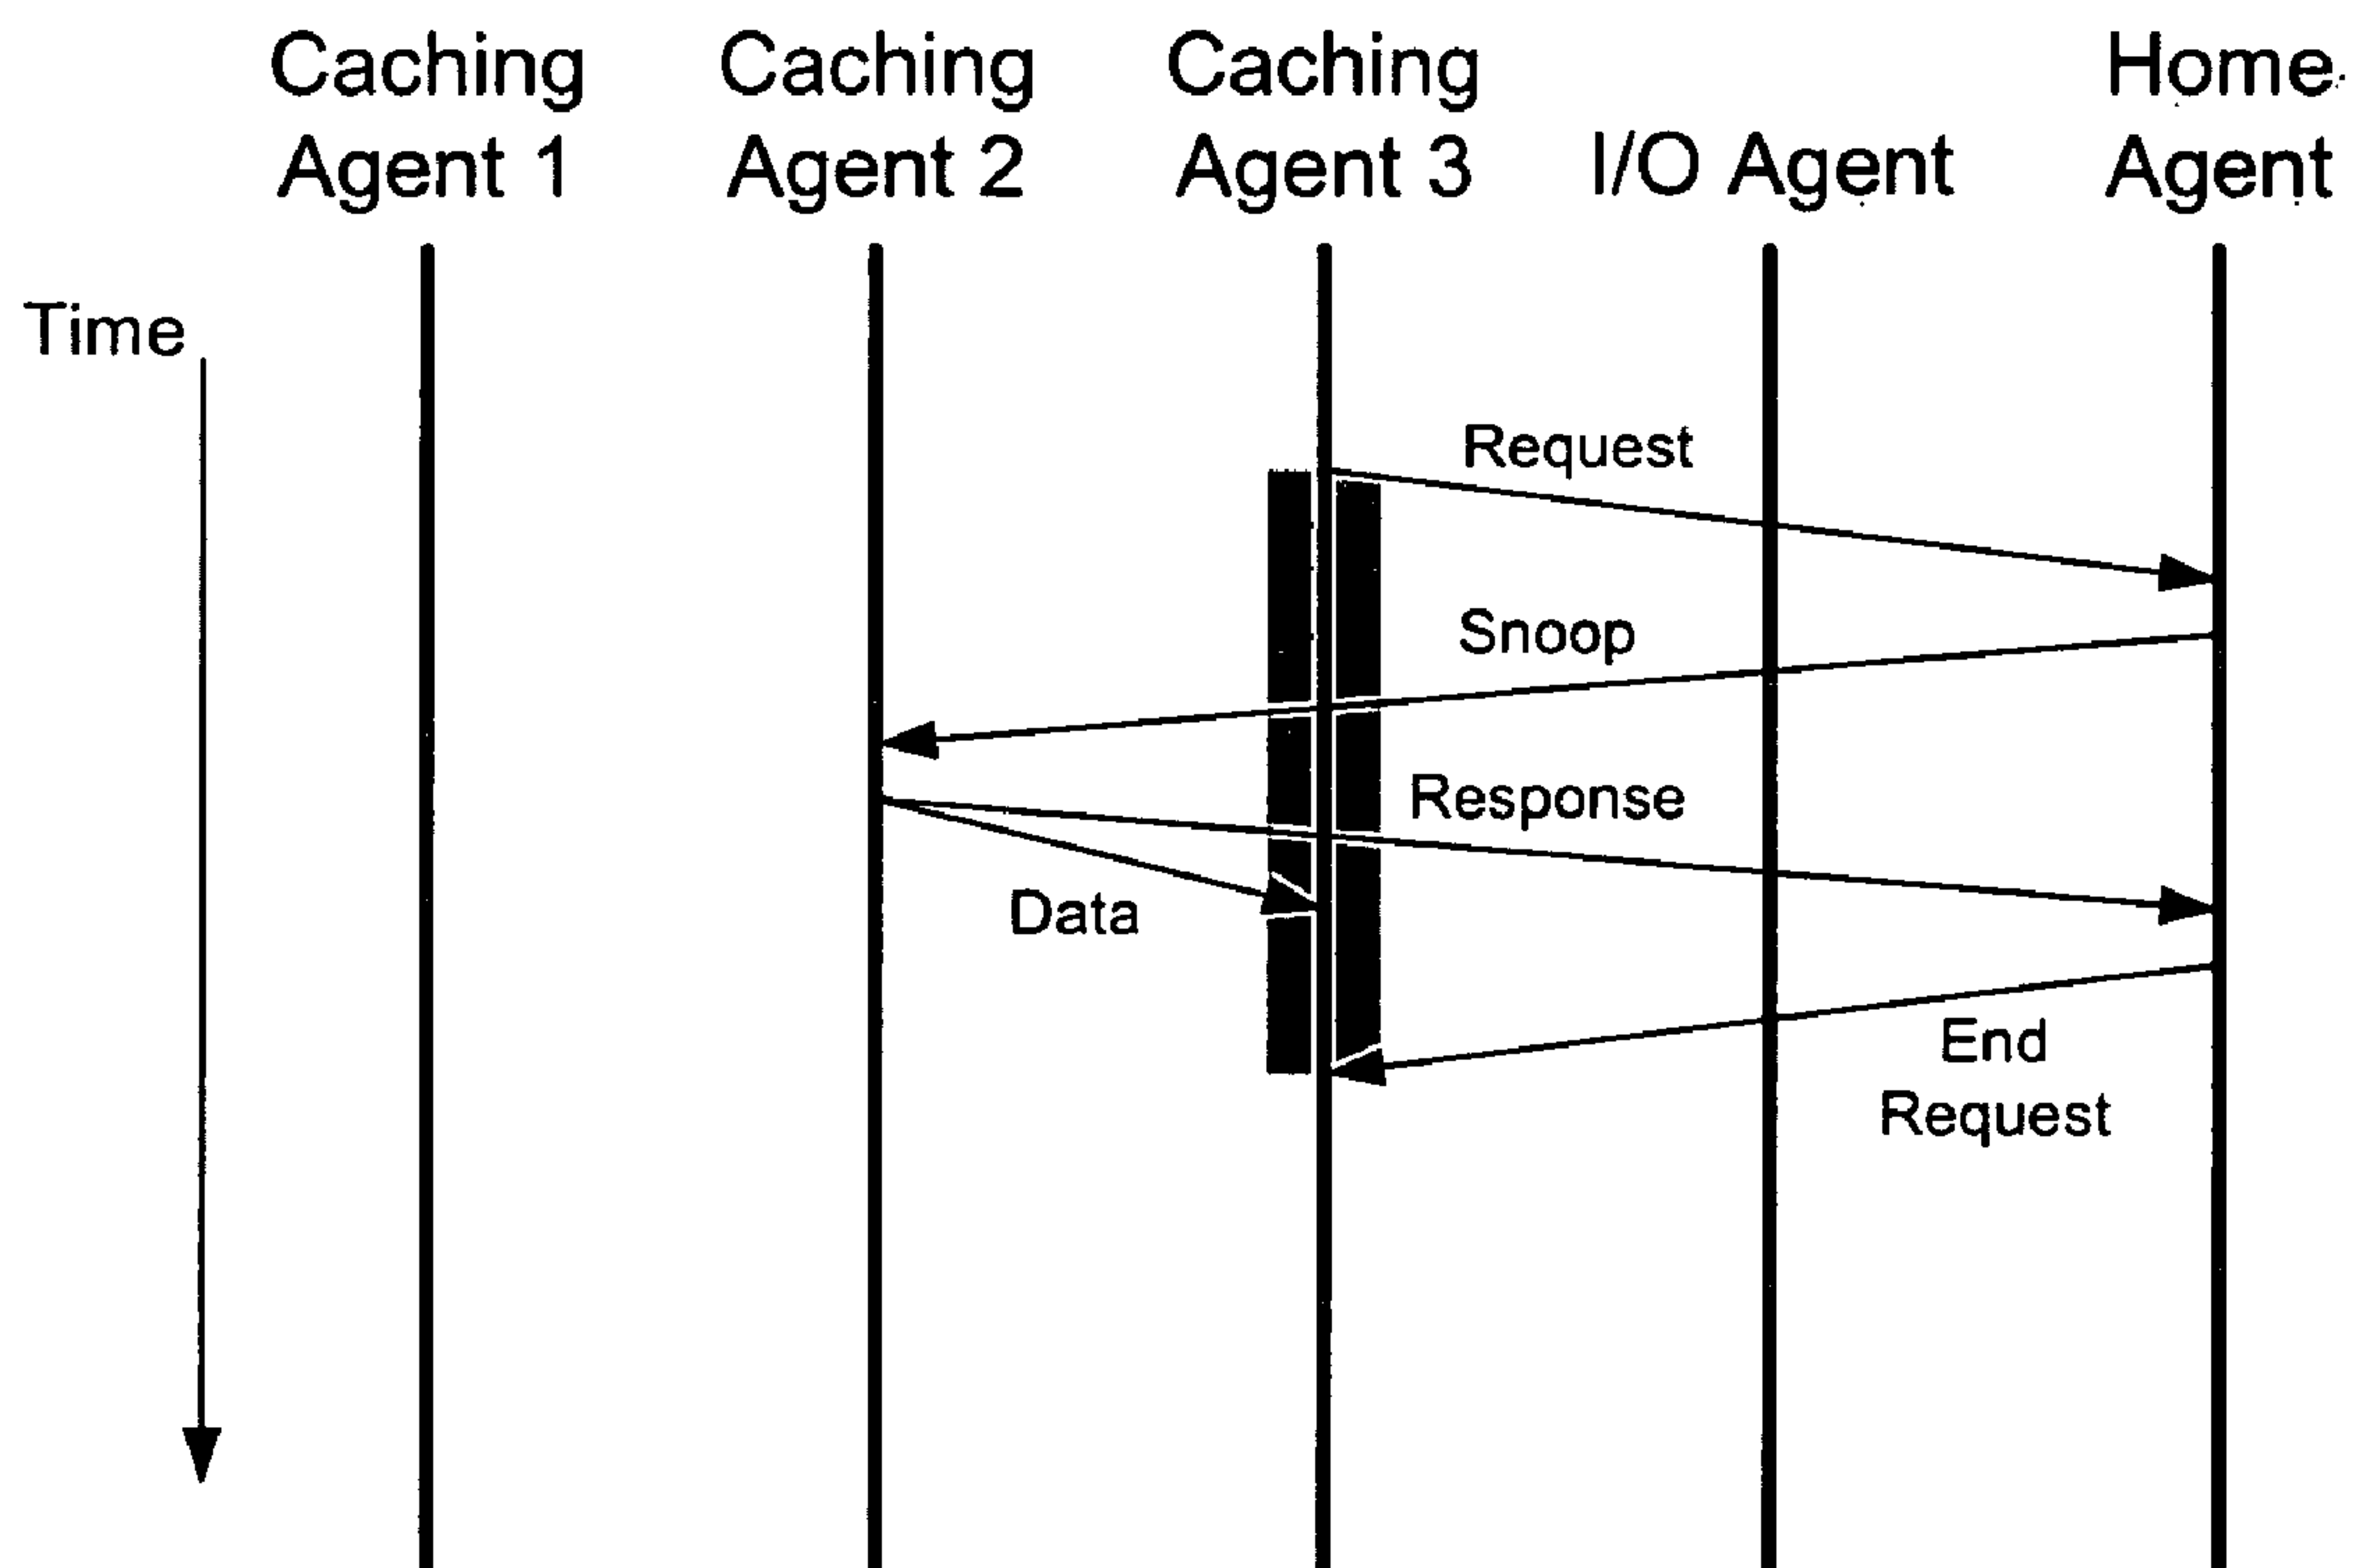 Caching
Agent 1
Caching
Agent 2
Caching
Agent 3
I/O Agent
Home
Agent
Time
Request
Snoop
Response
Data
End
Request